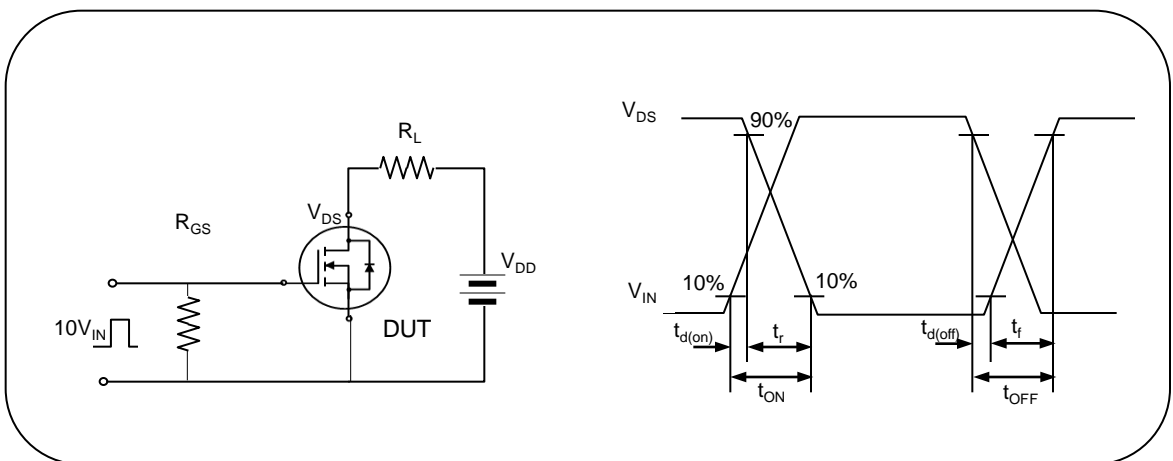 R_L
V_DS
R_GS
V_DD
10V_IN
DUT
V_DS
90%
10%
10%
V_IN
t_d(on)
t_r
t_d(off)
t_f
t_ON
t_OFF